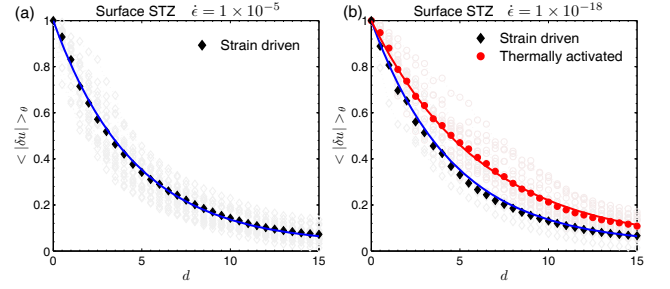 (a) Surface STZ ε̇ = 1 × 10⁻⁵
Strain driven
< |δu| >_θ
1
0.8
0.6
0.4
0.2
0
0 5 10 15
d
(b) Surface STZ ε̇ = 1 × 10⁻¹⁸
Strain driven
Thermally activated
< |δu| >_θ
1
0.8
0.6
0.4
0.2
0
0 5 10 15
d